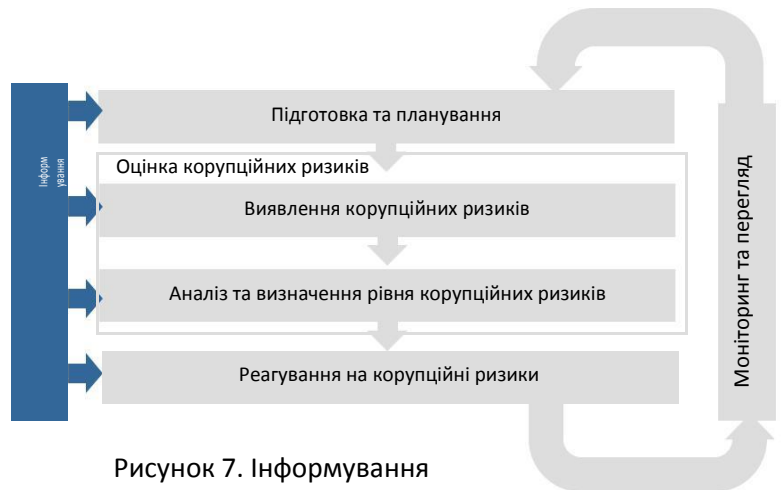 Підготовка та планування
Інформ
ування
Оцінка корупційних ризиків
Виявлення корупційних ризиків
Аналіз та визначення рівня корупційних ризиків
Реагування на корупційні ризики
Моніторинг та перегляд
Рисунок 7. Інформування